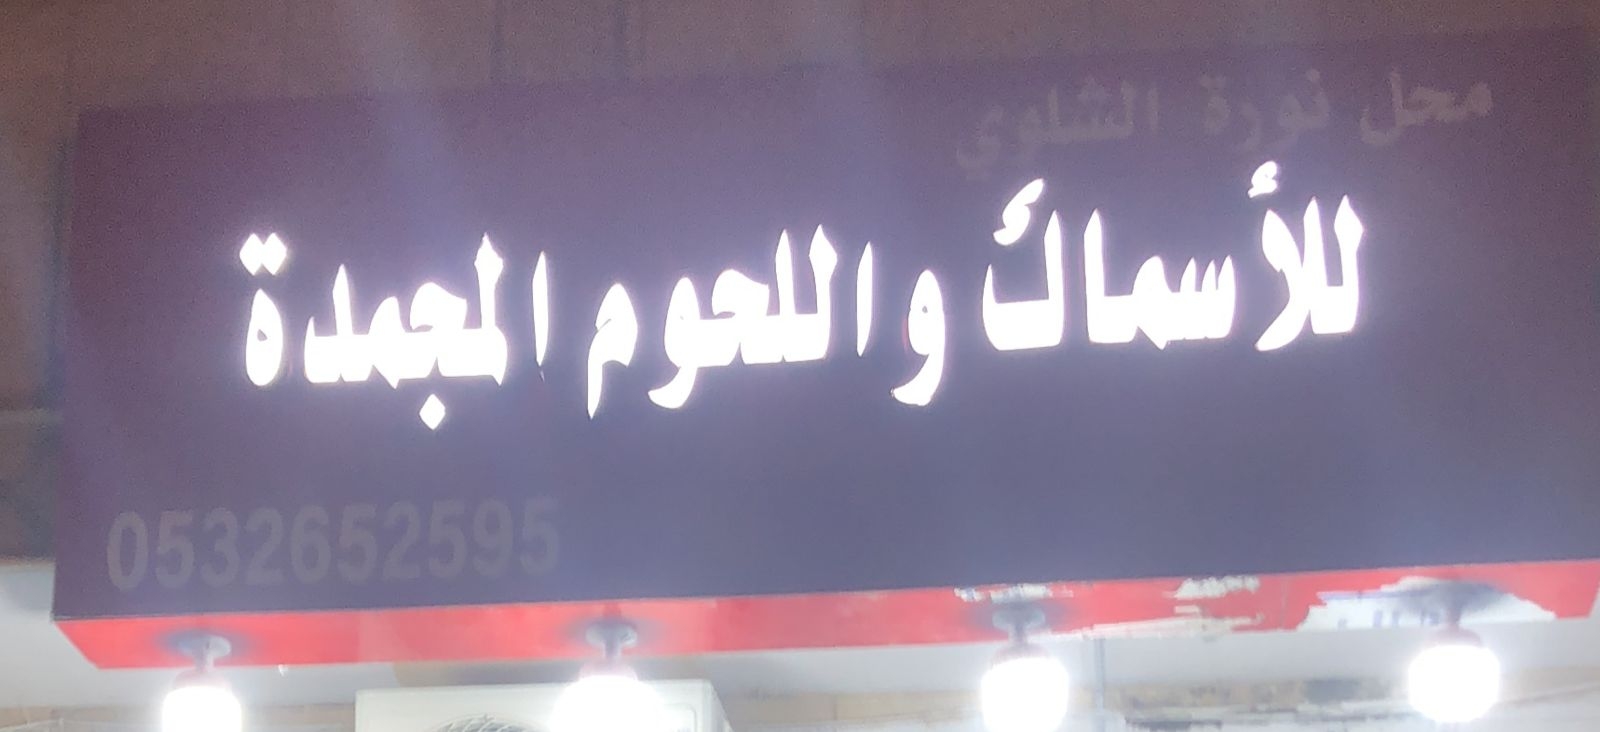 محل نورة الشلوي
للأسماك واللحوم المجمدة
0532652595